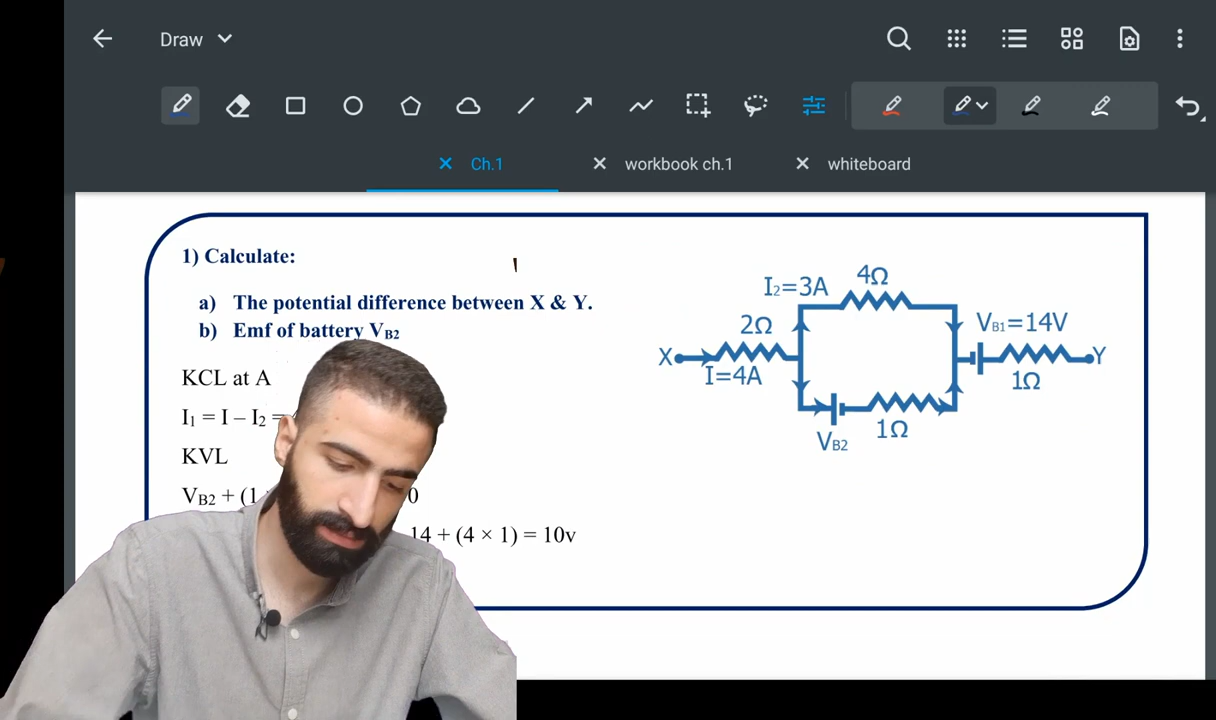 Draw
Ch.1
workbook ch.1
whiteboard
1) Calculate:
a) The potential difference between X & Y.
b) Emf of battery VB2
KCL at A
I1 = I – I2 =
KVL
VB2 + (1
0
14 + (4 × 1) = 10v
I2=3A
4Ω
2Ω
VB1=14V
X
Y
I=4A
1Ω
VB2
1Ω